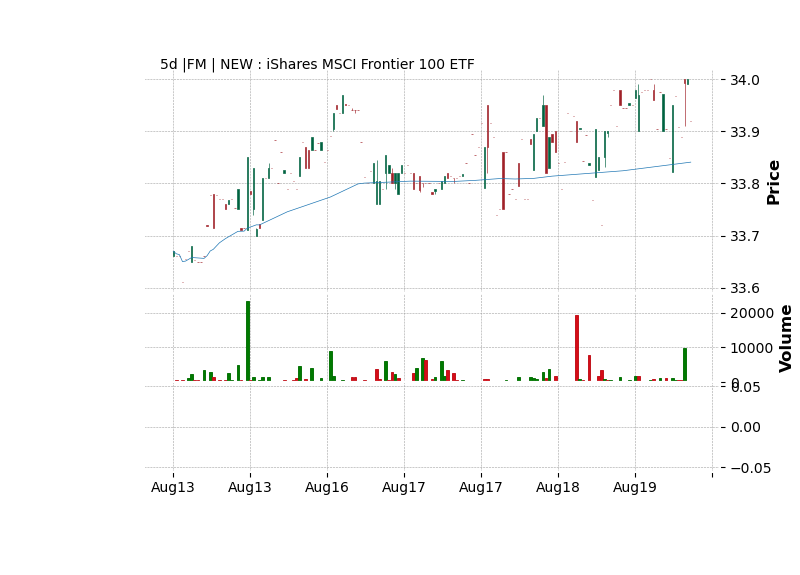 5d |FM | NEW : iShares MSCI Frontier 100 ETF
34.0
33.9
33.8
33.7
33.6
Price
20000
10000
0
Volume
0.05
0.00
−0.05
Aug13 Aug13 Aug16 Aug17 Aug17 Aug18 Aug19